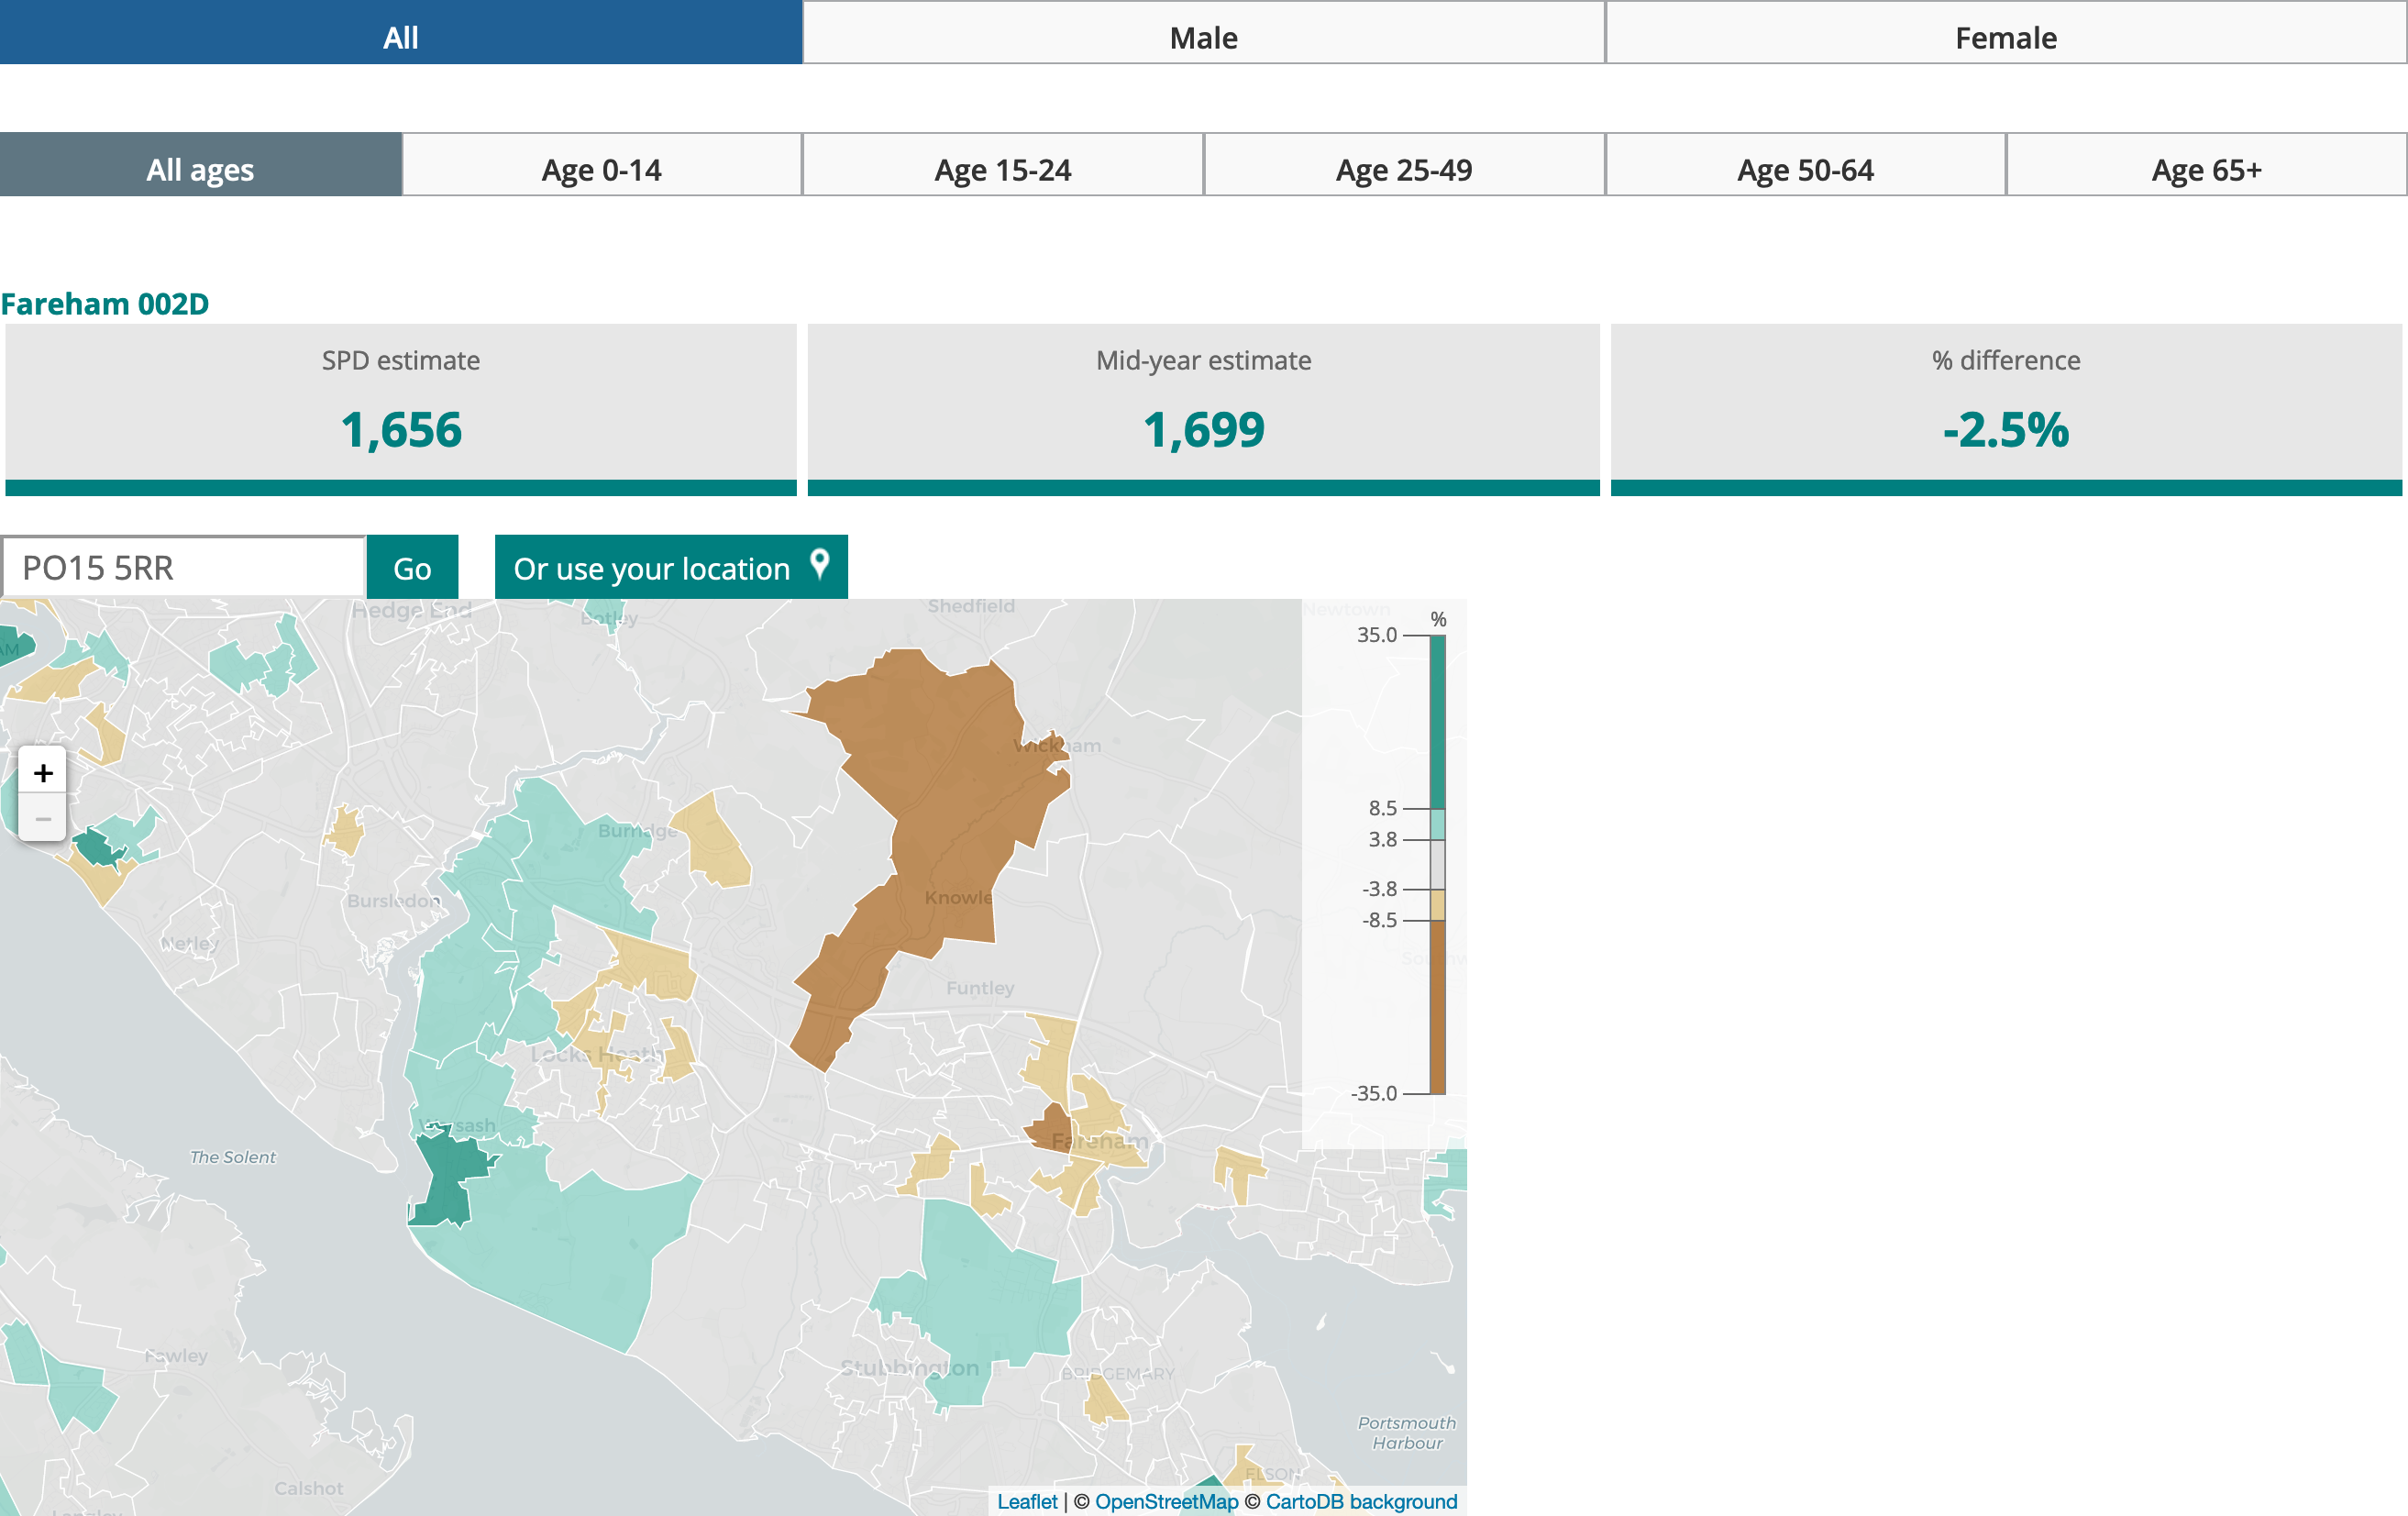 All Male Female
All ages Age 0-14 Age 15-24 Age 25-49 Age 50-64 Age 65+
Fareham 002D
SPD estimate Mid-year estimate % difference
1,656 1,699 -2.5%
PO15 5RR Go Or use your location
Hedge End
Botley
Shedfield
Newtown
%
35.0
AM
Wickham
+
8.5
−
Burridge
3.8
-3.8
Knowle
Bursledon
-8.5
Netley
Funtley
Locks Heath
-35.0
Warsash
Fareham
The Solent
Fawley
Stubbington
BRIDGEMARY
Portsmouth
Harbour
ELSON
Calshot
Leaflet | © OpenStreetMap © CartoDB background